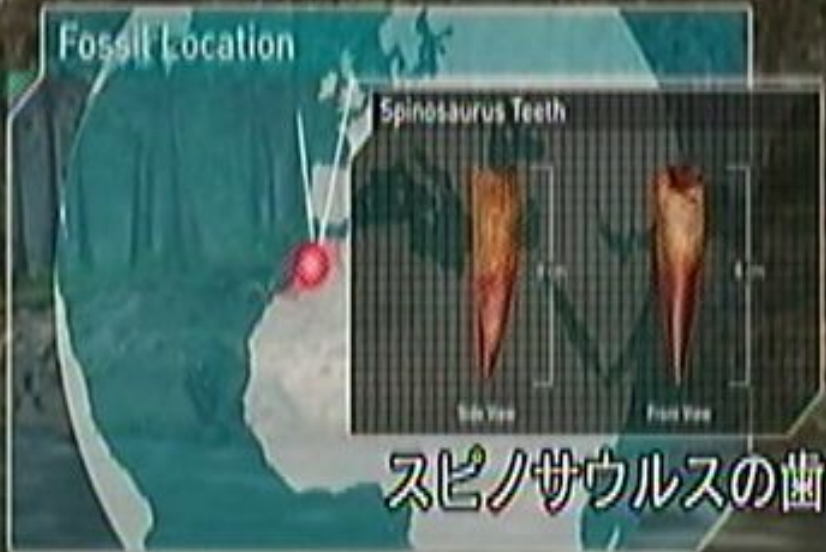 Fossil Location
Spinosaurus Teeth
Side View
Front View
スピノサウルスの歯